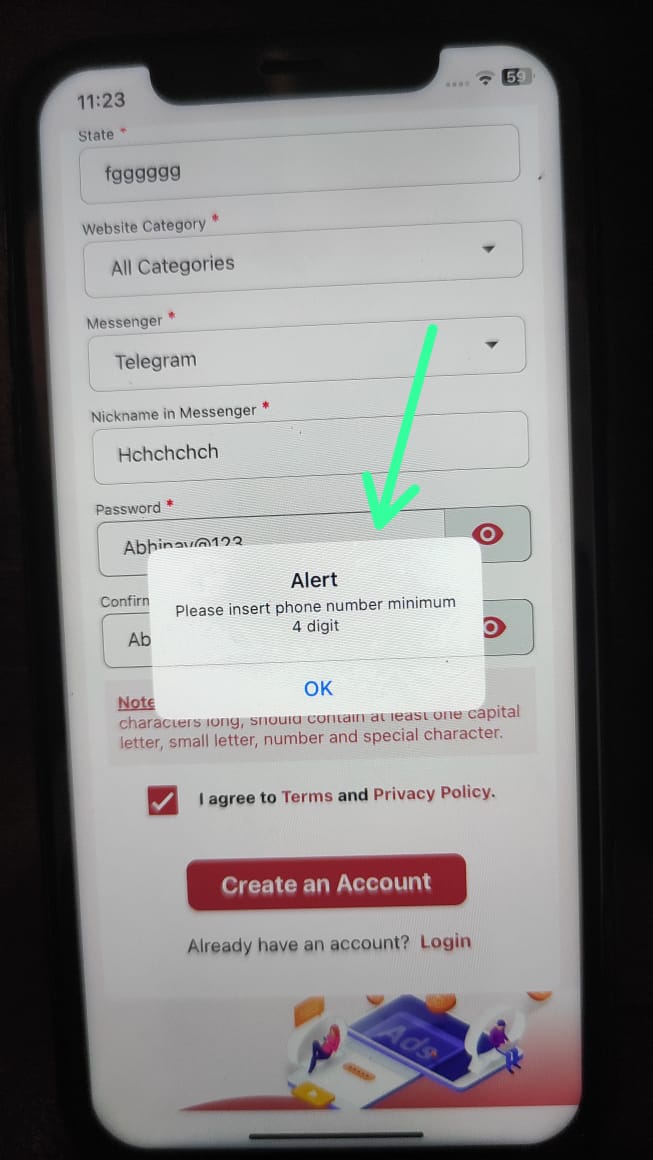 11:23
59
State *
fgggggg
Website Category *
All Categories
Messenger *
Telegram
Nickname in Messenger *
Hchchchch
Password *
Abhinav@123
Confirm
Ab
Alert
Please insert phone number minimum
4 digit
OK
Note
characters long, should contain at least one capital
letter, small letter, number and special character.
I agree to Terms and Privacy Policy.
Create an Account
Already have an account? Login
Ads